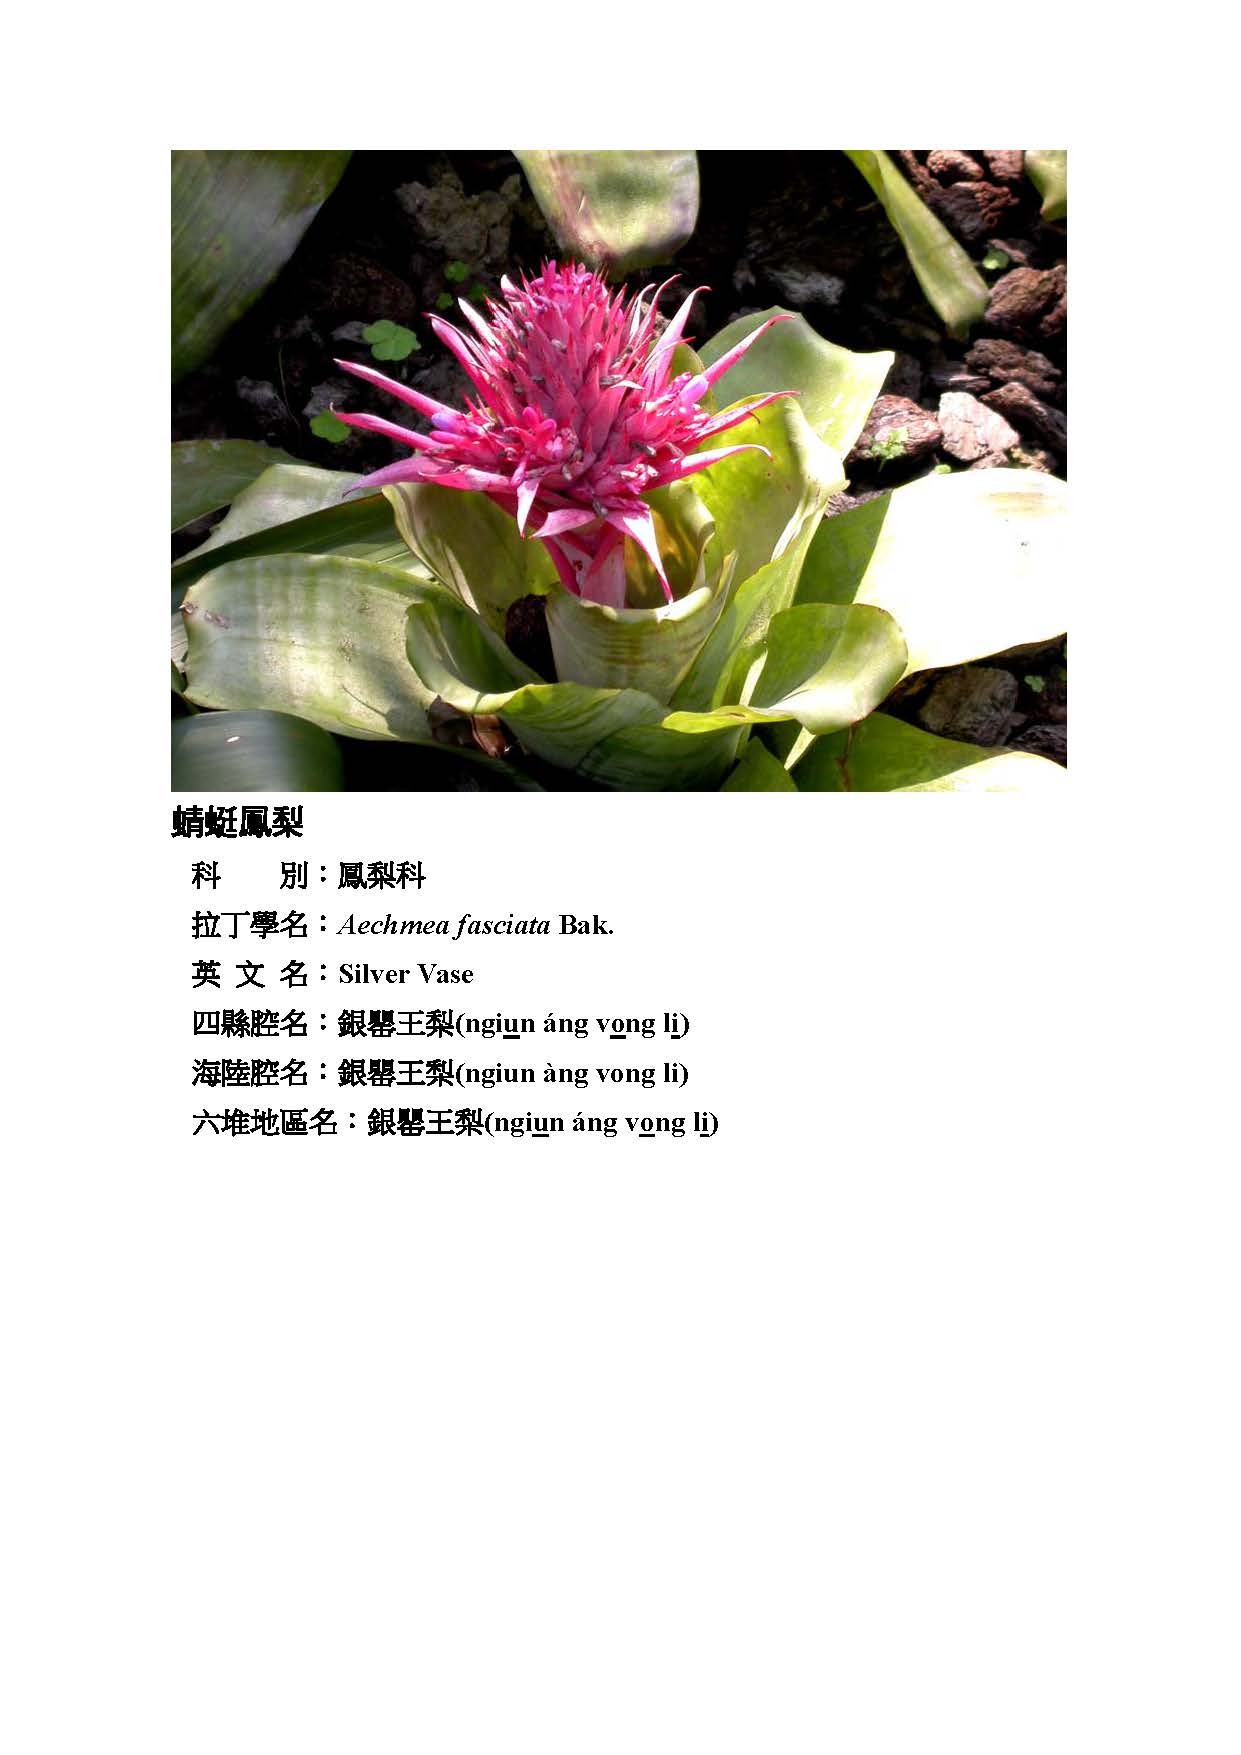 蜻蜓鳳梨
科　　別：鳳梨科
拉丁學名：Aechmea fasciata Bak.
英 文 名：Silver Vase
四縣腔名：銀罌王梨(ngiun áng vong li)
海陸腔名：銀罌王梨(ngiun àng vong li)
六堆地區名：銀罌王梨(ngiun áng vong li)